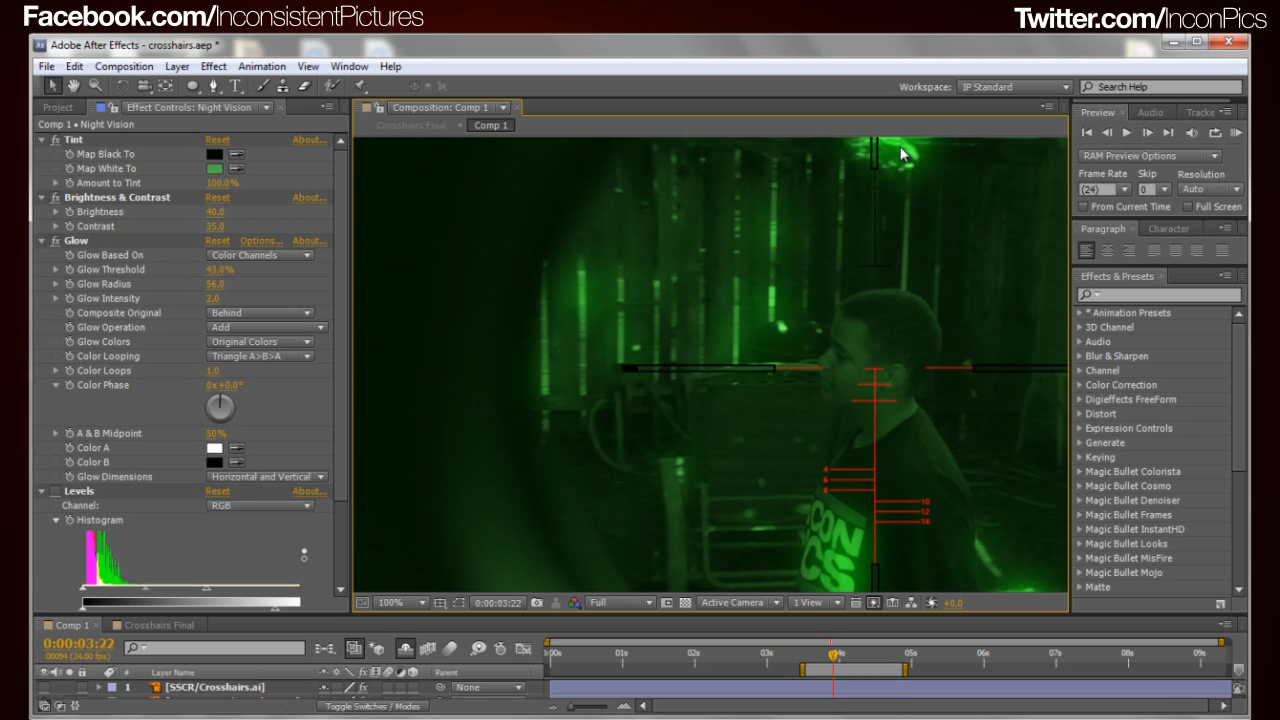 Facebook.com/InconsistentPictures
Twitter.com/InconPics
Adobe After Effects - crosshairs.aep *
File Edit Composition Layer Effect Animation View Window Help
Workspace: IP Standard
Search Help
Project
Effect Controls: Night Vision
Comp 1 • Night Vision
Tint Reset About...
Map Black To
Map White To
Amount to Tint 100.0%
Brightness & Contrast Reset About...
Brightness 40.0
Contrast 35.0
Glow Reset Options... About...
Glow Based On Color Channels
Glow Threshold 43.0%
Glow Radius 56.0
Glow Intensity 2.0
Composite Original Behind
Glow Operation Add
Glow Colors Original Colors
Color Looping Triangle A>B>A
Color Loops 1.0
Color Phase 0x+0.0°
A & B Midpoint 50%
Color A
Color B
Glow Dimensions Horizontal and Vertical
Levels Reset About...
Channel: RGB
Histogram
Composition: Comp 1
Crosshairs Final
Comp 1
4
6
8
10
12
14
CON
CS
100% 0:00:03:22 Full Active Camera 1 View +0.0
Preview Audio Tracke
RAM Preview Options
Frame Rate Skip Resolution
(24) 0 Auto
From Current Time Full Screen
Paragraph Character
Effects & Presets
* Animation Presets
3D Channel
Audio
Blur & Sharpen
Channel
Color Correction
Digieffects FreeForm
Distort
Expression Controls
Generate
Keying
Magic Bullet Colorista
Magic Bullet Cosmo
Magic Bullet Denoiser
Magic Bullet Frames
Magic Bullet InstantHD
Magic Bullet Looks
Magic Bullet MisFire
Magic Bullet Mojo
Matte
Comp 1 Crosshairs Final
0:00:03:22
00094 (24.00 fps)
:00s 01s 02s 03s 04s 05s 06s 07s 08s 09s
# Layer Name Parent
1 [SSCR/Crosshairs.ai] None
Toggle Switches / Modes